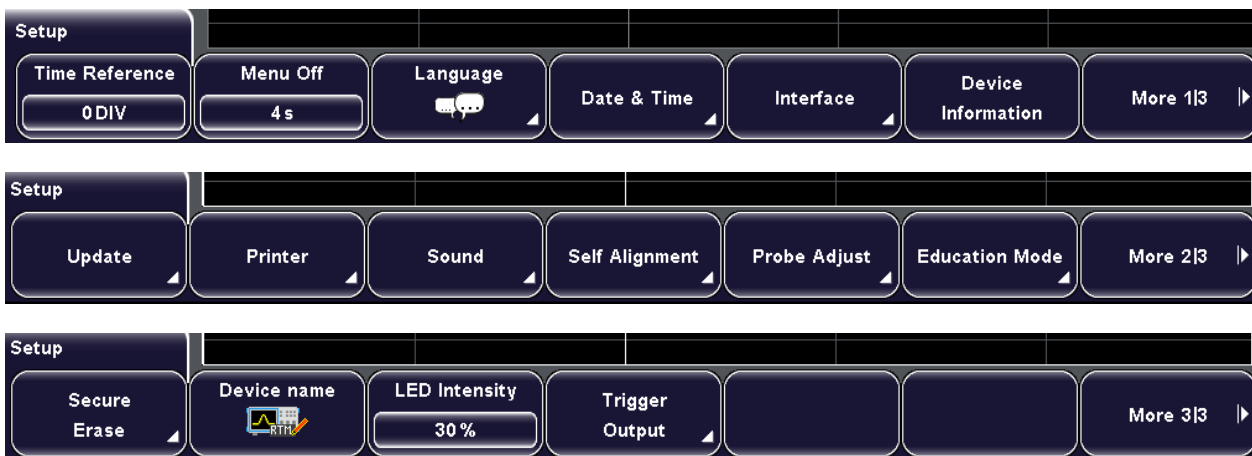 Setup
Time Reference
0 DIV
Menu Off
4 s
Language
Date & Time
Interface
Device
Information
More 1|3
Setup
Update
Printer
Sound
Self Alignment
Probe Adjust
Education Mode
More 2|3
Setup
Secure
Erase
Device name
RTM
LED Intensity
30 %
Trigger
Output
More 3|3